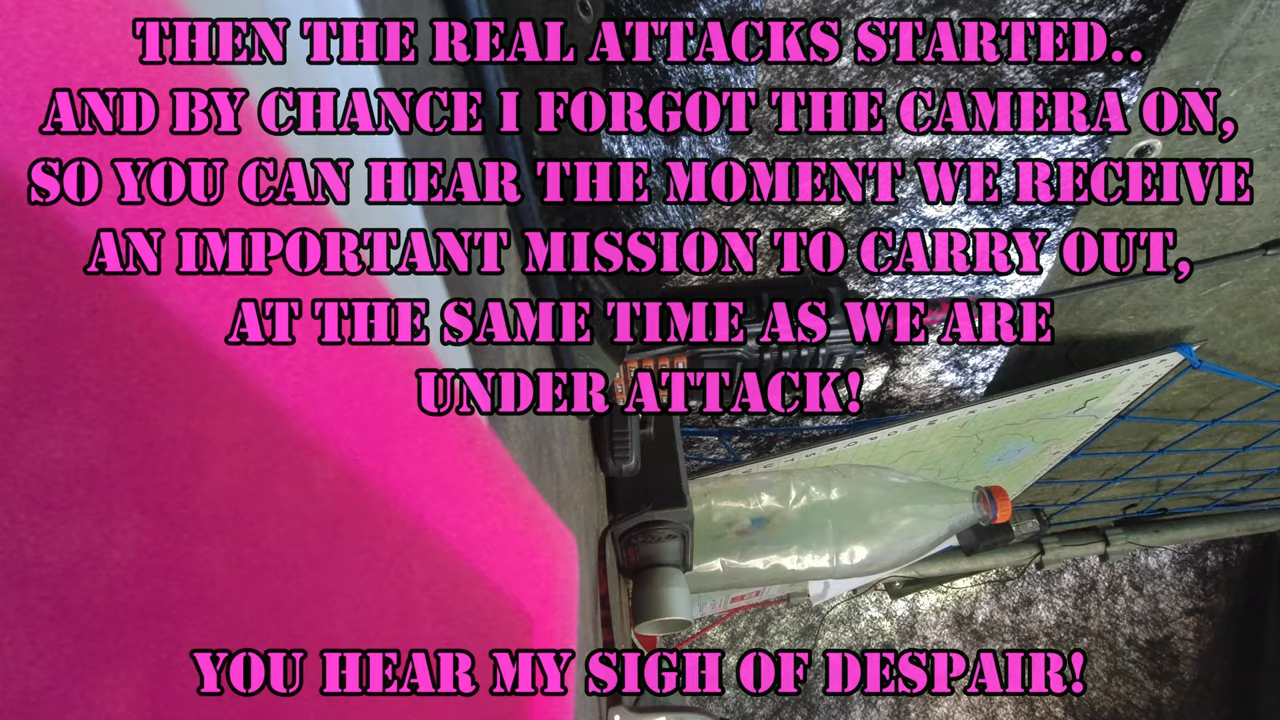 THEN THE REAL ATTACKS STARTED..
AND BY CHANCE I FORGOT THE CAMERA ON,
SO YOU CAN HEAR THE MOMENT WE RECEIVE
AN IMPORTANT MISSION TO CARRY OUT,
AT THE SAME TIME AS WE ARE
UNDER ATTACK!
YOU HEAR MY SIGH OF DESPAIR!